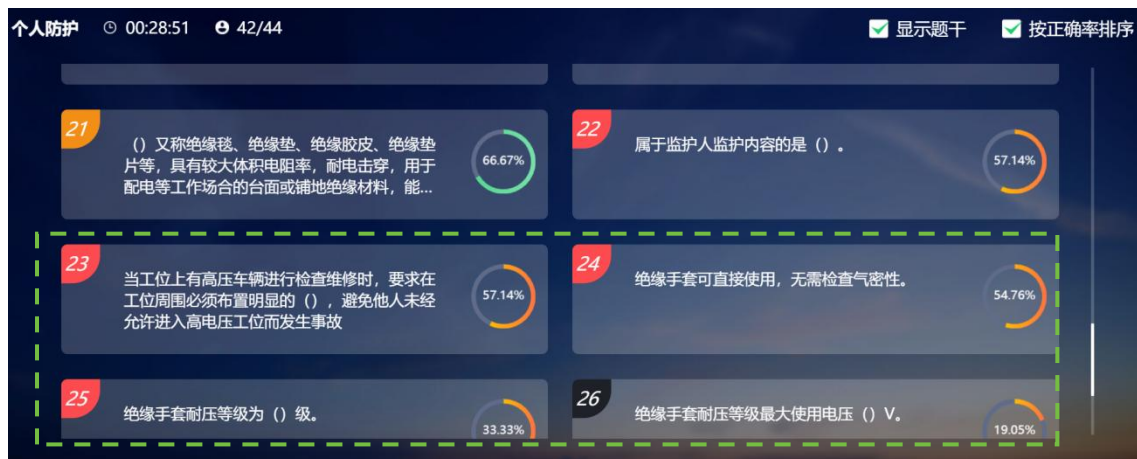 个人防护 00:28:51 42/44 显示题干 按正确率排序
21
()又称绝缘毯、绝缘垫、绝缘胶皮、绝缘垫
片等，具有较大体积电阻率，耐电击穿，用于
配电等工作场合的台面或铺地绝缘材料，能...
66.67%
22
属于监护人监护内容的是()．
57.14%
23
当工位上有高压车辆进行检查维修时，要求在
工位周围必须布置明显的()，避免他人未经
允许进入高电压工位而发生事故
57.14%
24
绝缘手套可直接使用，无需检查气密性。
54.76%
25
绝缘手套耐压等级为()级。
33.33%
26
绝缘手套耐压等级最大使用电压()V。
19.05%